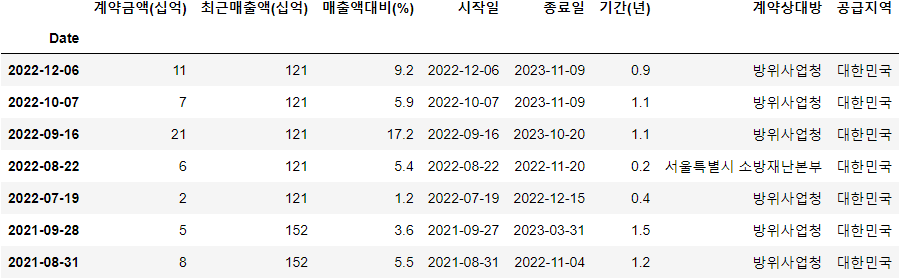 계약금액(십억) 최근매출액(십억) 매출액대비(%) 시작일 종료일 기간(년) 계약상대방 공급지역
Date
2022-12-06 11 121 9.2 2022-12-06 2023-11-09 0.9 방위사업청 대한민국
2022-10-07 7 121 5.9 2022-10-07 2023-11-09 1.1 방위사업청 대한민국
2022-09-16 21 121 17.2 2022-09-16 2023-10-20 1.1 방위사업청 대한민국
2022-08-22 6 121 5.4 2022-08-22 2022-11-20 0.2 서울특별시 소방재난본부 대한민국
2022-07-19 2 121 1.2 2022-07-19 2022-12-15 0.4 방위사업청 대한민국
2021-09-28 5 152 3.6 2021-09-27 2023-03-31 1.5 방위사업청 대한민국
2021-08-31 8 152 5.5 2021-08-31 2022-11-04 1.2 방위사업청 대한민국